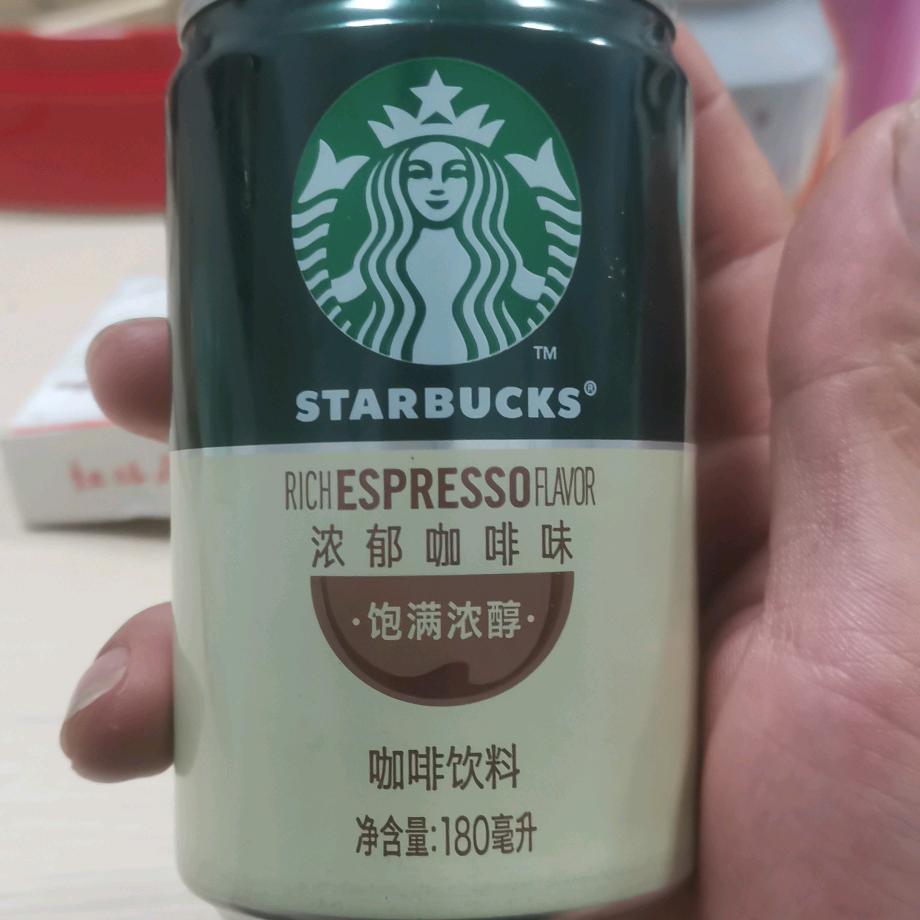 TM
STARBUCKS®
RICH ESPRESSO FLAVOR
浓郁咖啡味
·饱满浓醇·
咖啡饮料
净含量:180毫升